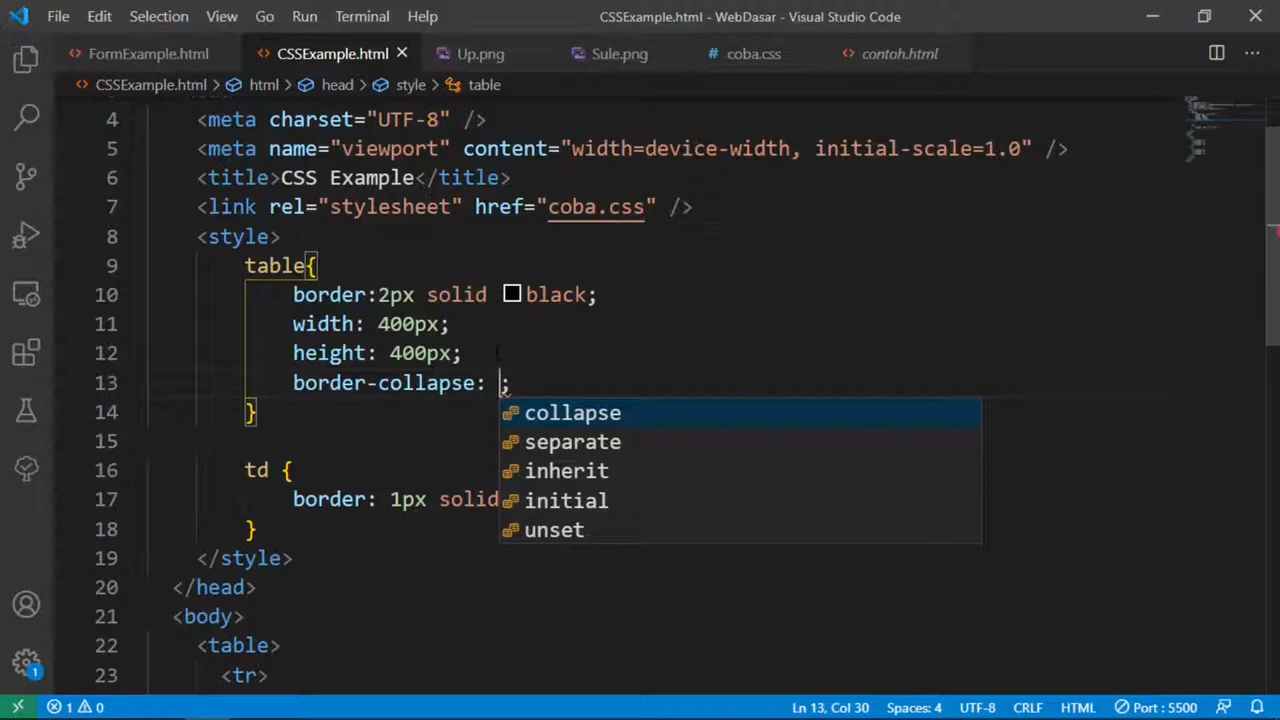 File Edit Selection View Go Run Terminal Help CSSExample.html - WebDasar - Visual Studio Code
FormExample.html CSSExample.html Up.png Sule.png # coba.css contoh.html
CSSExample.html > html > head > style > table
4 <meta charset="UTF-8" />
5 <meta name="viewport" content="width=device-width, initial-scale=1.0" />
6 <title>CSS Example</title>
7 <link rel="stylesheet" href="coba.css" />
8 <style>
9 table{
10 border:2px solid black;
11 width: 400px;
12 height: 400px;
13 border-collapse: ;
collapse
14 }
separate
15
inherit
16 td {
initial
17 border: 1px solid
unset
18 }
19 </style>
20 </head>
21 <body>
22 <table>
23 <tr>
1
1 0 Ln 13, Col 30 Spaces: 4 UTF-8 CRLF HTML Port : 5500